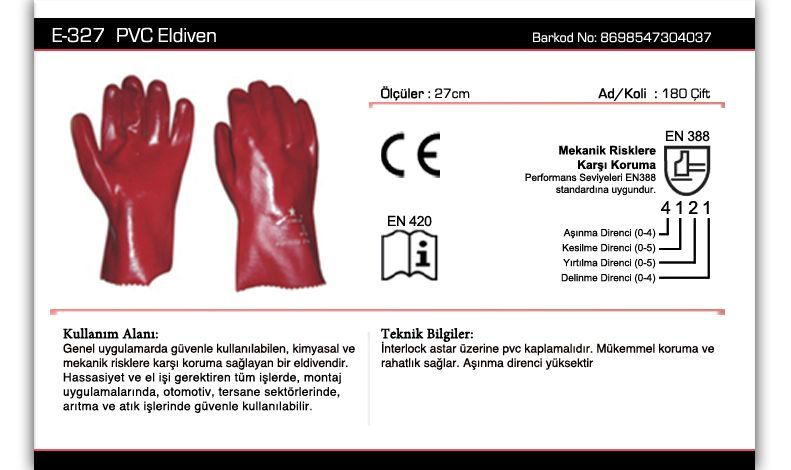 E-327 PVC Eldiven
Barkod No: 8698547304037
Ölçüler : 27cm
Ad/Koli : 180 Çift
CE
EN 388
Mekanik Risklere
Karşı Koruma
Performans Seviyeleri EN388
standardına uygundur.
4 1 2 1
Aşınma Direnci (0-4)
Kesilme Direnci (0-5)
Yırtılma Direnci (0-5)
Delinme Direnci (0-4)
EN 420
i
Kullanım Alanı:
Genel uygulamarda güvenle kullanılabilen, kimyasal ve
mekanik risklere karşı koruma sağlayan bir eldivendir.
Hassasiyet ve el işi gerektiren tüm işlerde, montaj
uygulamalarında, otomotiv, tersane sektörlerinde,
arıtma ve atık işlerinde güvenle kullanılabilir.
Teknik Bilgiler:
İnterlock astar üzerine pvc kaplamalıdır. Mükemmel koruma ve
rahatlık sağlar. Aşınma direnci yüksektir